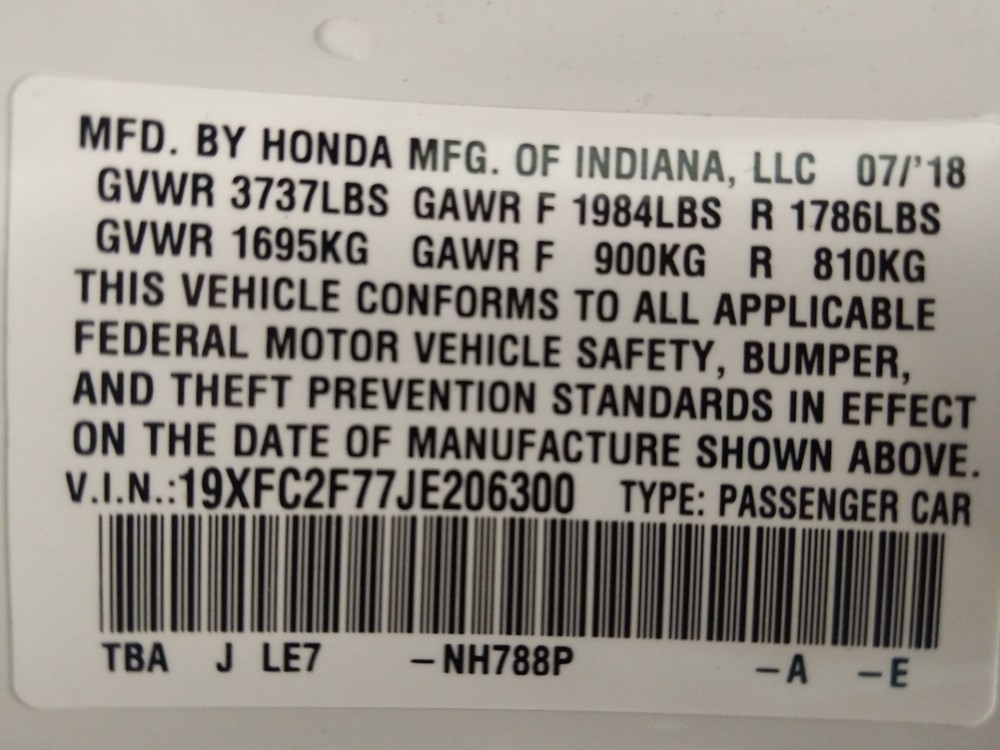 MFD. BY HONDA MFG. OF INDIANA, LLC 07/'18
GVWR 3737LBS GAWR F 1984LBS R 1786LBS
GVWR 1695KG GAWR F 900KG R 810KG
THIS VEHICLE CONFORMS TO ALL APPLICABLE
FEDERAL MOTOR VEHICLE SAFETY, BUMPER,
AND THEFT PREVENTION STANDARDS IN EFFECT
ON THE DATE OF MANUFACTURE SHOWN ABOVE.
V.I.N.:19XFC2F77JE206300 TYPE: PASSENGER CAR
TBA J LE7 –NH788P –A –E